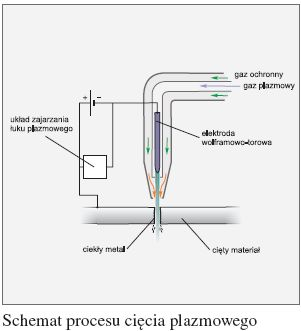 gaz ochronny
gaz plazmowy
+ -
układ zajarzania
łuku plazmowego
elektroda
wolframowo-torowa
ciekły metal
cięty materiał
Schemat procesu cięcia plazmowego